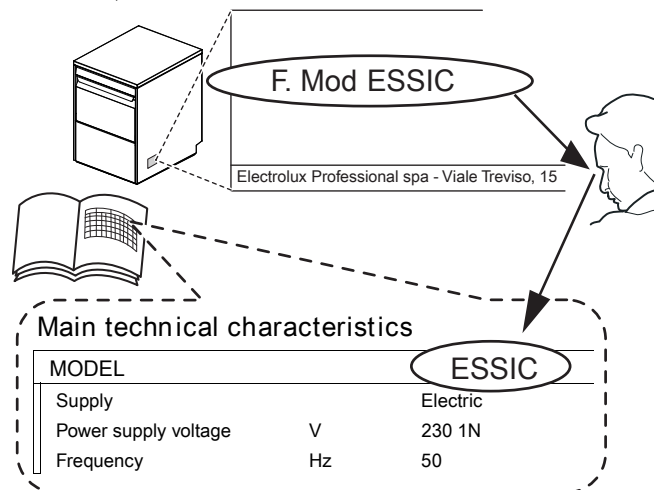 F. Mod ESSIC
Electrolux Professional spa - Viale Treviso, 15
Main technical characteristics
MODEL ESSIC
Supply Electric
Power supply voltage V 230 1N
Frequency Hz 50